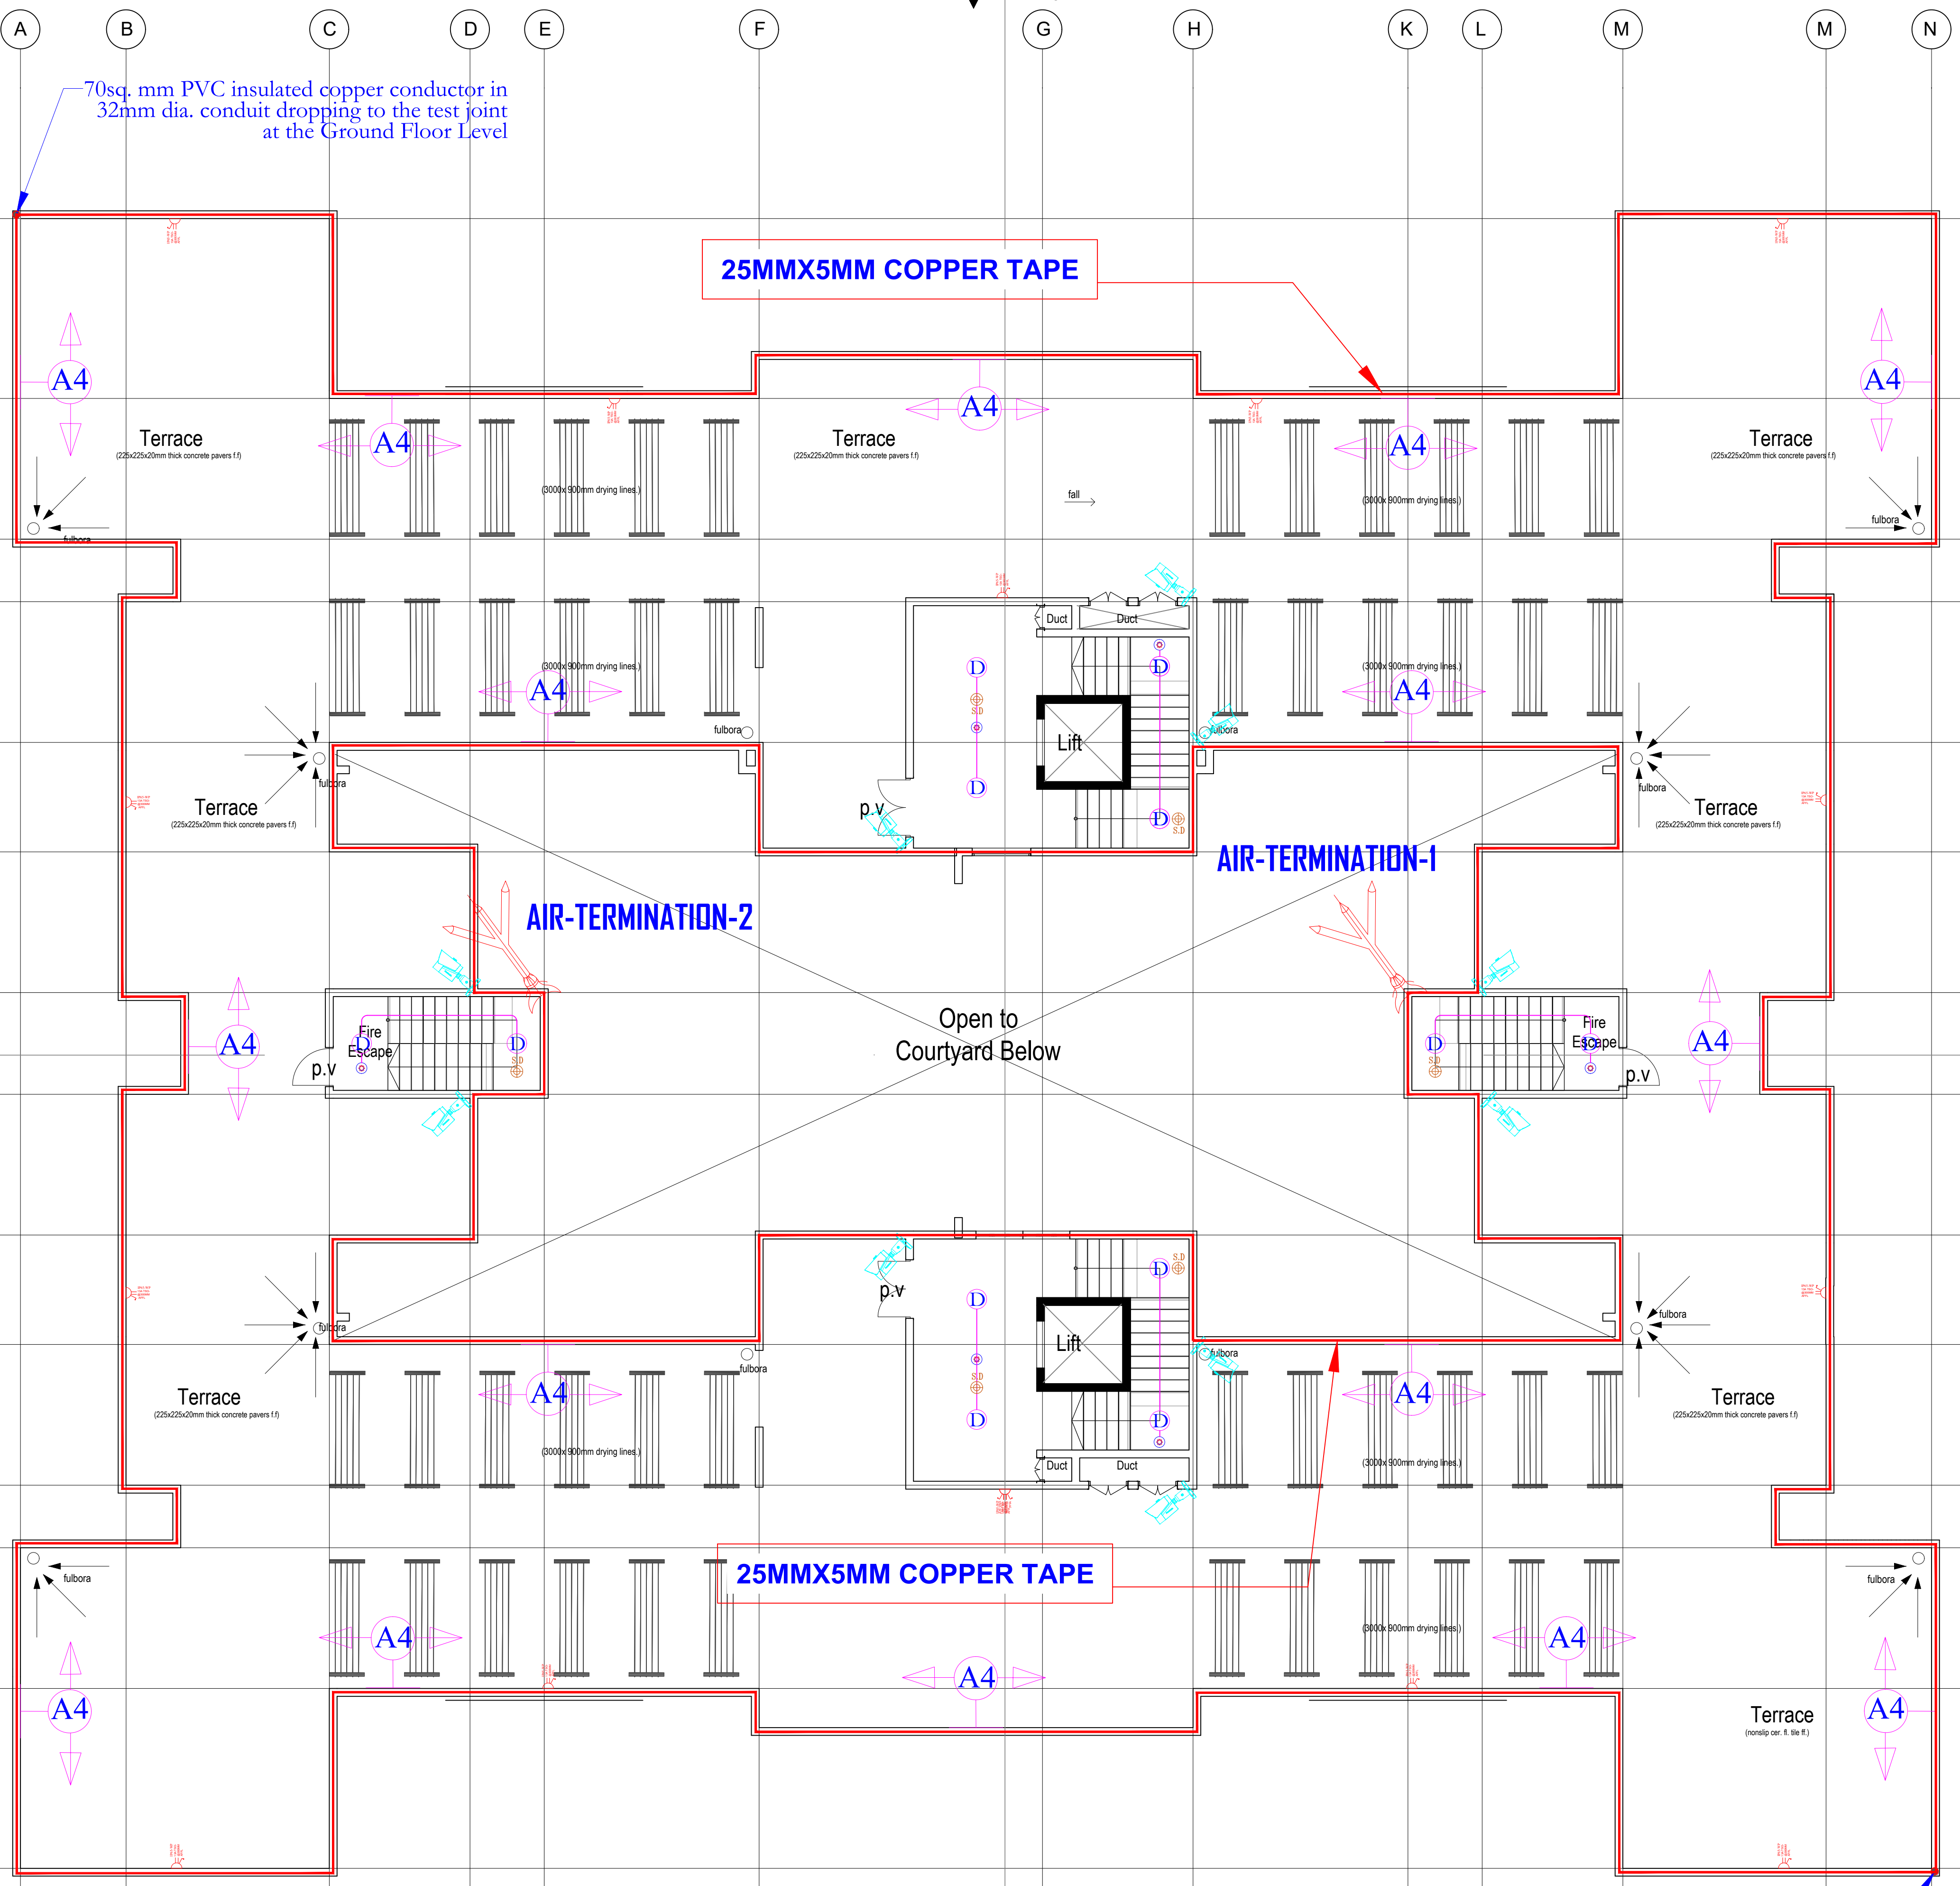 A B C D E F G H K L M M N
70sq. mm PVC insulated copper conductor in
32mm dia. conduit dropping to the test joint
at the Ground Floor Level
25MMX5MM COPPER TAPE
A4
A4
A4
A4
A4
Terrace
(225x225x20mm thick concrete pavers f.f)
Terrace
(225x225x20mm thick concrete pavers f.f)
Terrace
(225x225x20mm thick concrete pavers f.f)
(3000x 900mm drying lines.)
fall
(3000x 900mm drying lines.)
fulbora
fulbora
Duct
Duct
(3000x 900mm drying lines.)
(3000x 900mm drying lines.)
D
D
A4
A4
S.D
fulbora
Lift
fulbora
fulbora
fulbora
D
Terrace
(225x225x20mm thick concrete pavers f.f)
p.v
D
S.D
Terrace
(225x225x20mm thick concrete pavers f.f)
AIR-TERMINATION-1
AIR-TERMINATION-2
Open to
Courtyard Below
A4
Fire
Escape
D
D
S.D
p.v
D
S.D
Fire
Escape
D
p.v
A4
D
S.D
p.v
D
fulbora
Lift
fulbora
fulbora
fulbora
S.D
A4
A4
Terrace
(225x225x20mm thick concrete pavers f.f)
D
D
Terrace
(225x225x20mm thick concrete pavers f.f)
(3000x 900mm drying lines.)
Duct
Duct
(3000x 900mm drying lines.)
25MMX5MM COPPER TAPE
fulbora
fulbora
(3000x 900mm drying lines.)
A4
A4
A4
A4
A4
Terrace
(nonslip cer. fl. tile ff.)